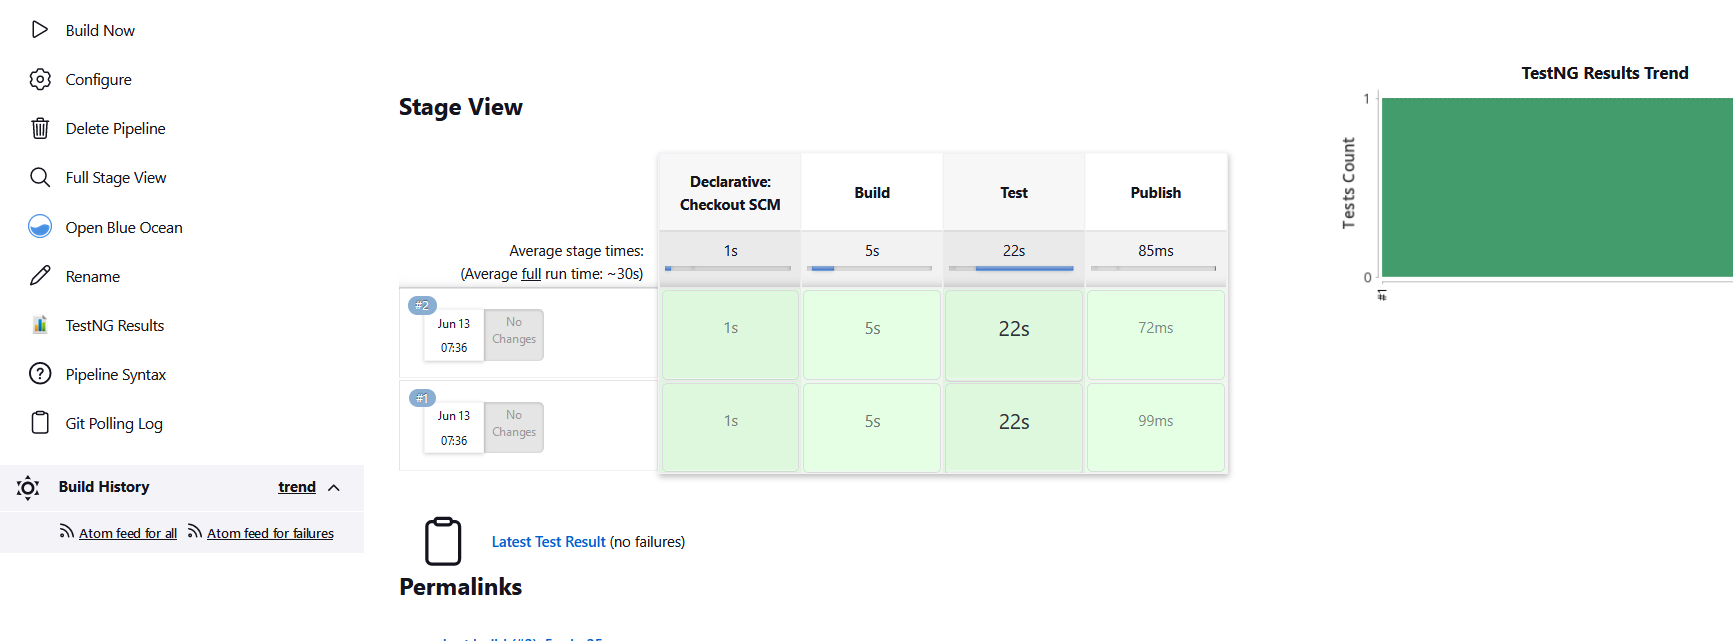 Build Now
Configure
Delete Pipeline
Full Stage View
Open Blue Ocean
Rename
TestNG Results
Pipeline Syntax
Git Polling Log
Build History
trend
Atom feed for all
Atom feed for failures
Stage View
Declarative:
Checkout SCM
Build
Test
Publish
Average stage times:
(Average full run time: ~30s)
1s
5s
22s
85ms
#2
Jun 13
07:36
No
Changes
1s
5s
22s
72ms
#1
Jun 13
07:36
No
Changes
1s
5s
22s
99ms
Latest Test Result (no failures)
Permalinks
TestNG Results Trend
Tests Count
1
0
#1